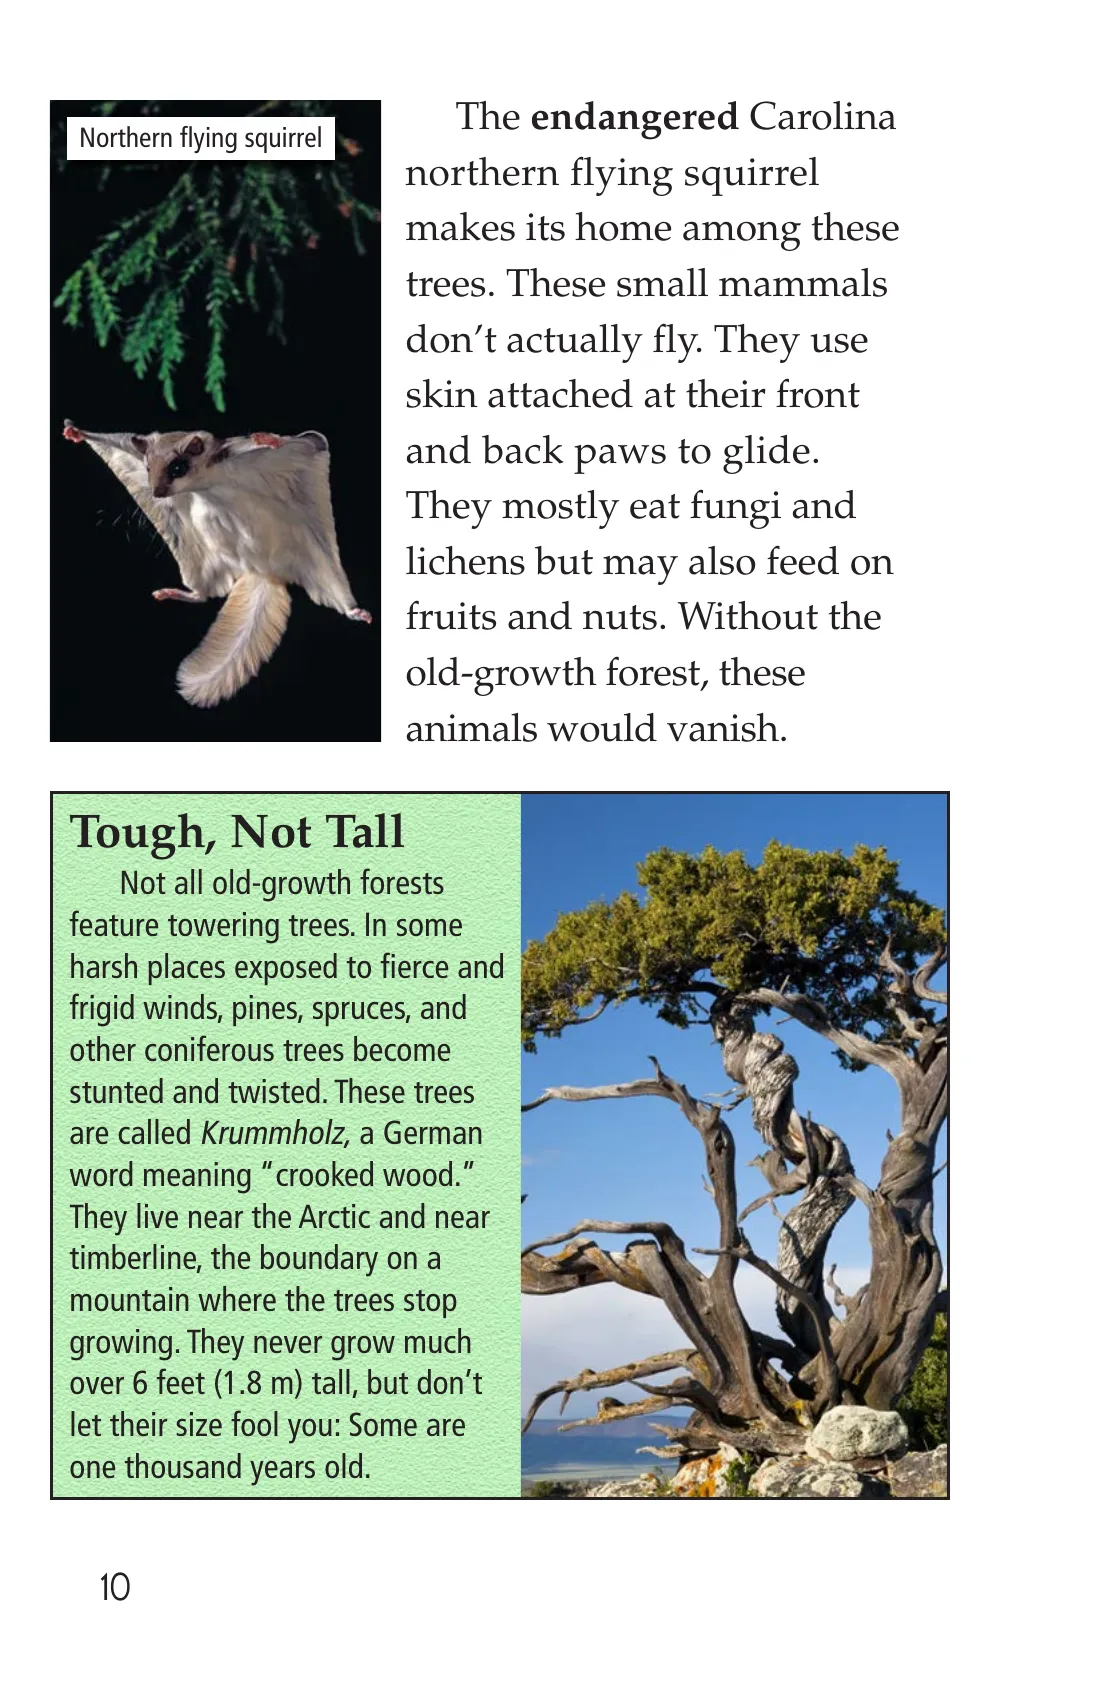 Northern flying squirrel
The endangered Carolina
northern flying squirrel
makes its home among these
trees. These small mammals
don’t actually fly. They use
skin attached at their front
and back paws to glide.
They mostly eat fungi and
lichens but may also feed on
fruits and nuts. Without the
old-growth forest, these
animals would vanish.
Tough, Not Tall
Not all old-growth forests
feature towering trees. In some
harsh places exposed to fierce and
frigid winds, pines, spruces, and
other coniferous trees become
stunted and twisted. These trees
are called Krummholz, a German
word meaning “crooked wood.”
They live near the Arctic and near
timberline, the boundary on a
mountain where the trees stop
growing. They never grow much
over 6 feet (1.8 m) tall, but don’t
let their size fool you: Some are
one thousand years old.
10